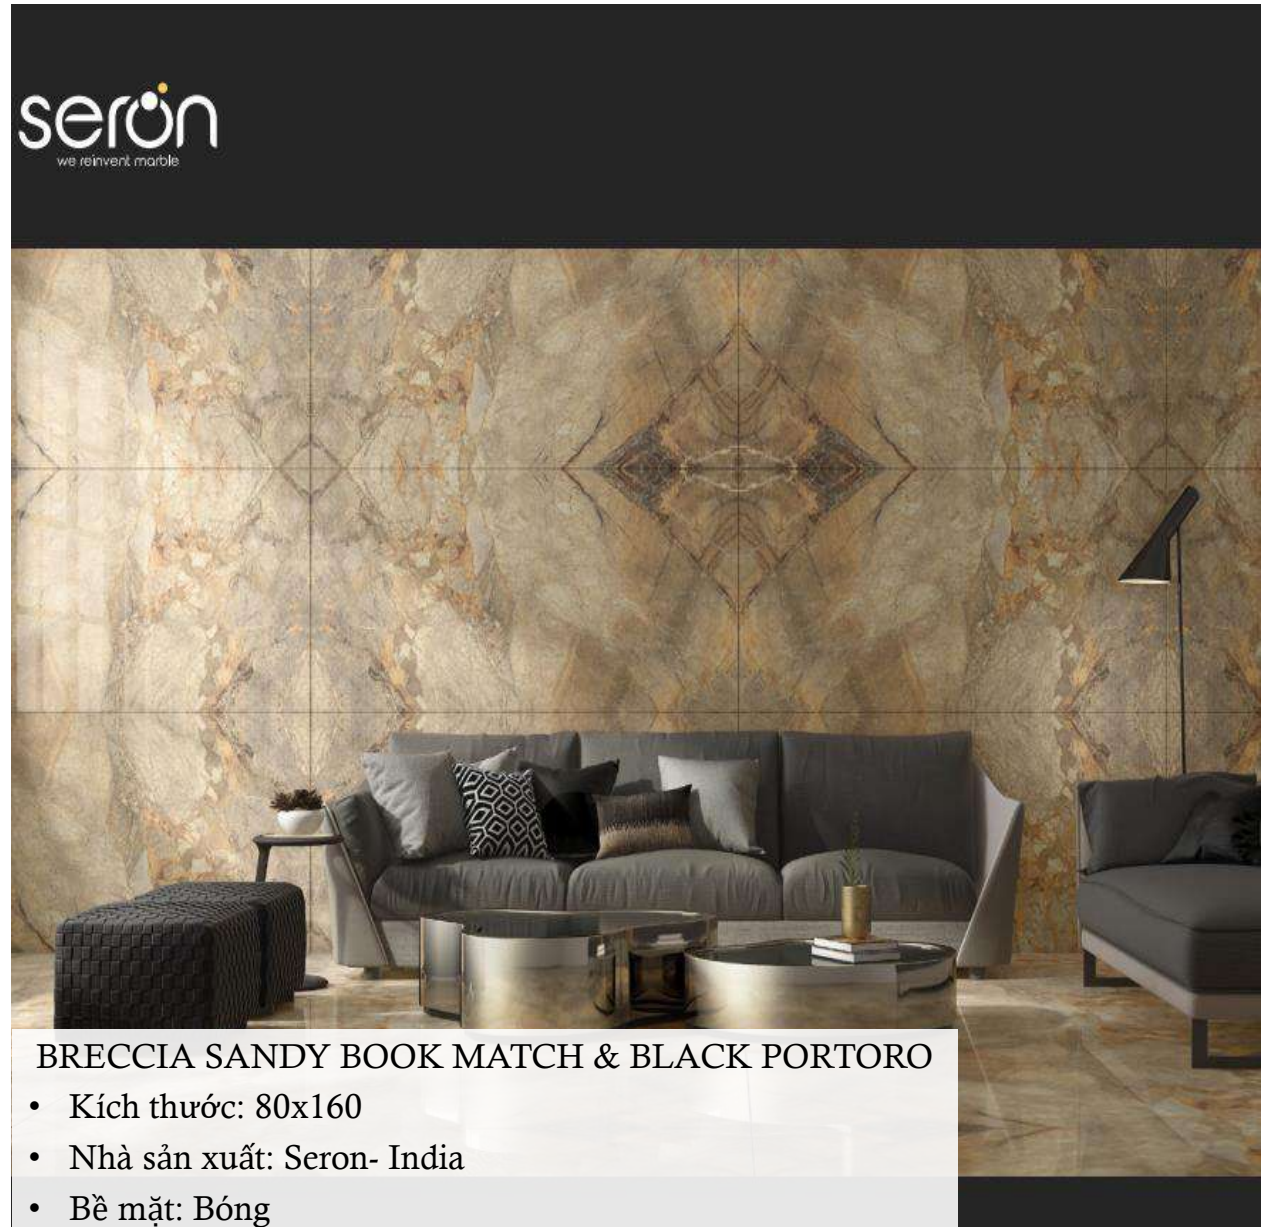 serön
we reinvent marble
BRECCIA SANDY BOOK MATCH & BLACK PORTORO
• Kích thước: 80x160
• Nhà sản xuất: Seron- India
• Bề mặt: Bóng